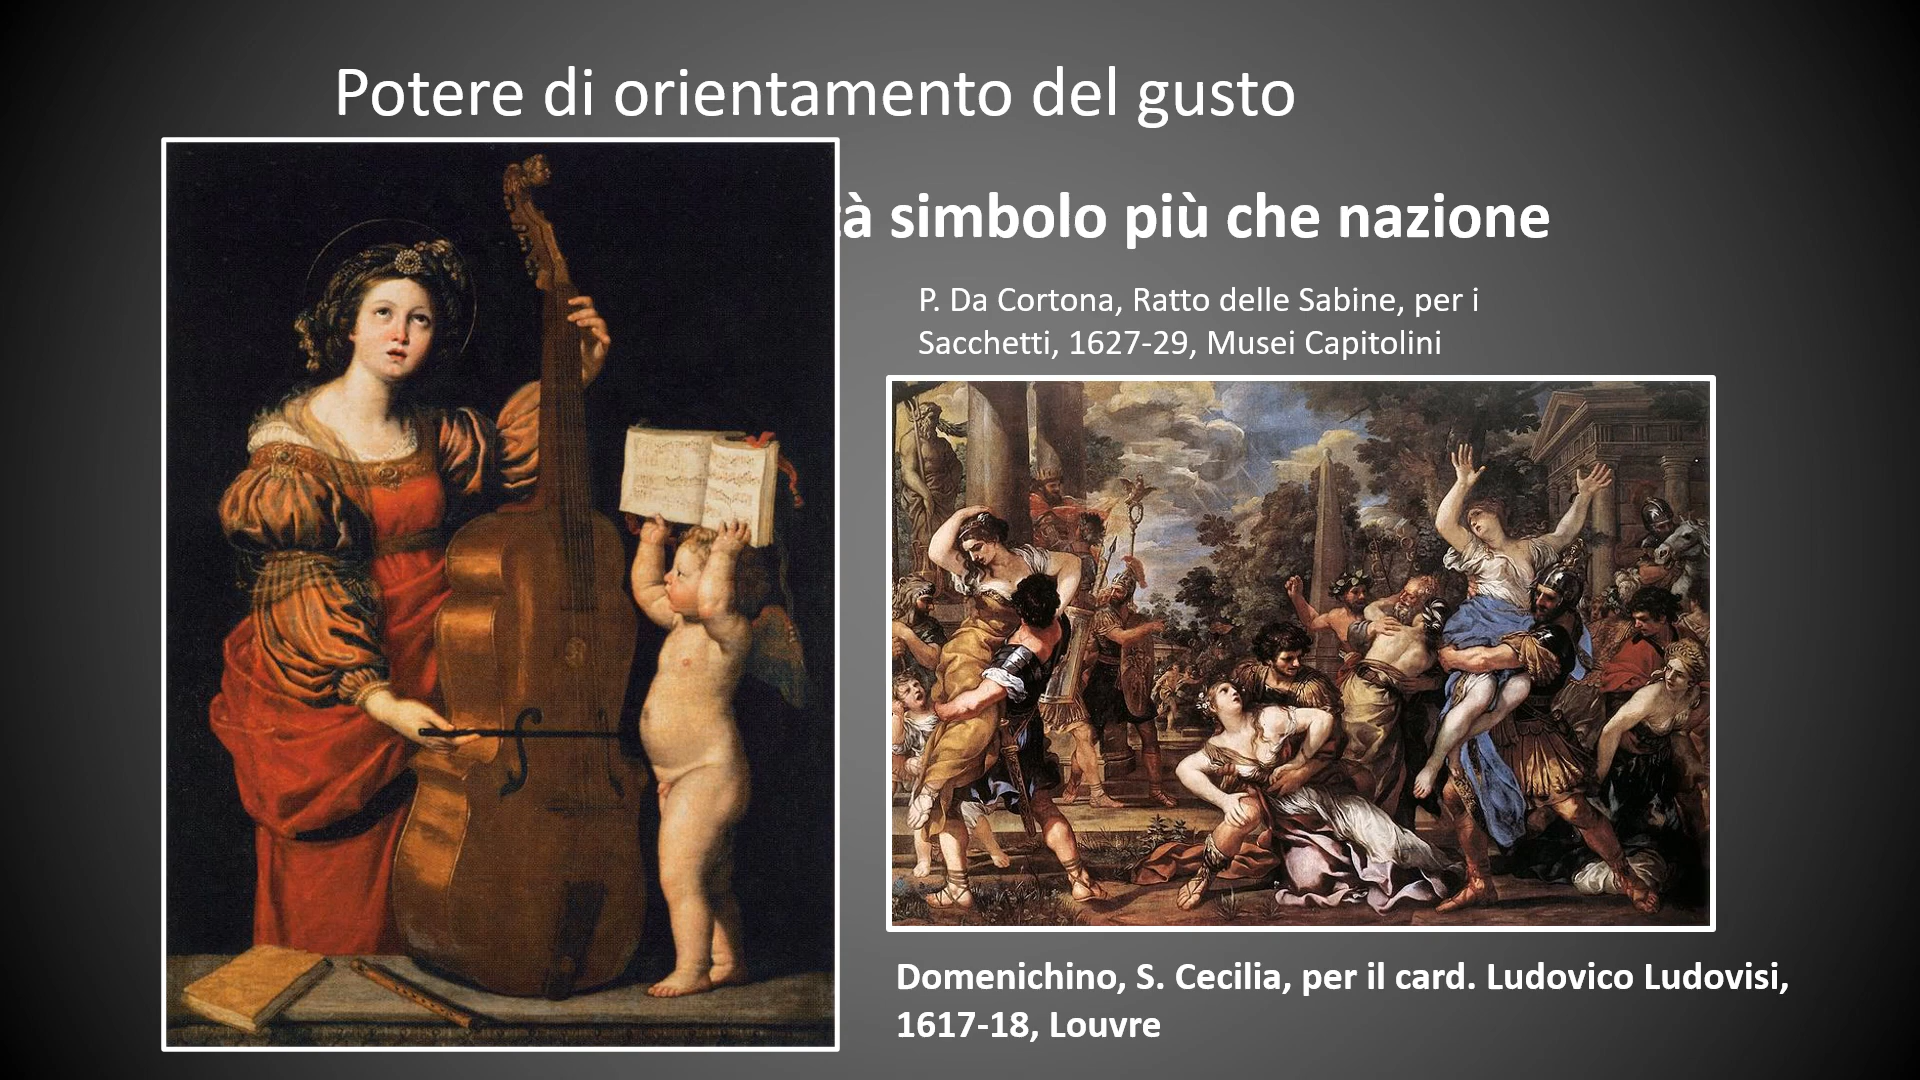 Potere di orientamento del gusto
tà simbolo più che nazione
P. Da Cortona, Ratto delle Sabine, per i
Sacchetti, 1627-29, Musei Capitolini
Domenichino, S. Cecilia, per il card. Ludovico Ludovisi,
1617-18, Louvre